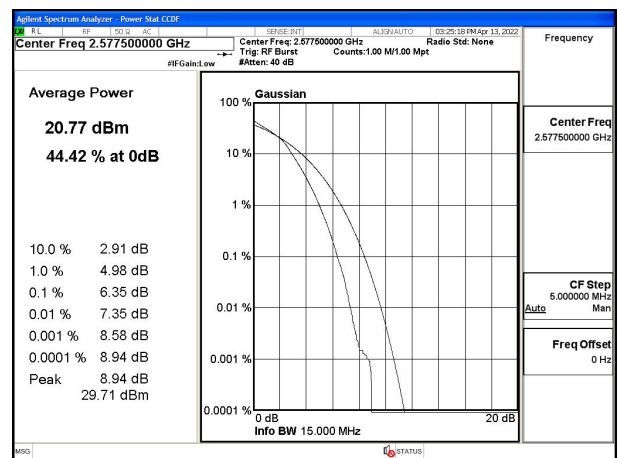 Agilent Spectrum Analyzer - Power Stat CCDF
RL RF 50 Ω AC SENSE:INT ALIGN AUTO 03:25:18 PM Apr 13, 2022
Center Freq 2.577500000 GHz
Center Freq: 2.577500000 GHz Radio Std: None
Trig: RF Burst Counts:1.00 M/1.00 Mpt
#IFGain:Low #Atten: 40 dB
Frequency
Average Power
20.77 dBm
44.42 % at 0dB
10.0 % 2.91 dB
1.0 % 4.98 dB
0.1 % 6.35 dB
0.01 % 7.35 dB
0.001 % 8.58 dB
0.0001 % 8.94 dB
Peak 8.94 dB
29.71 dBm
Gaussian
100 %
10 %
1 %
0.1 %
0.01 %
0.001 %
0.0001 %
0 dB 20 dB
Info BW 15.000 MHz
Center Freq
2.577500000 GHz
CF Step
5.000000 MHz
Auto Man
Freq Offset
0 Hz
MSG STATUS